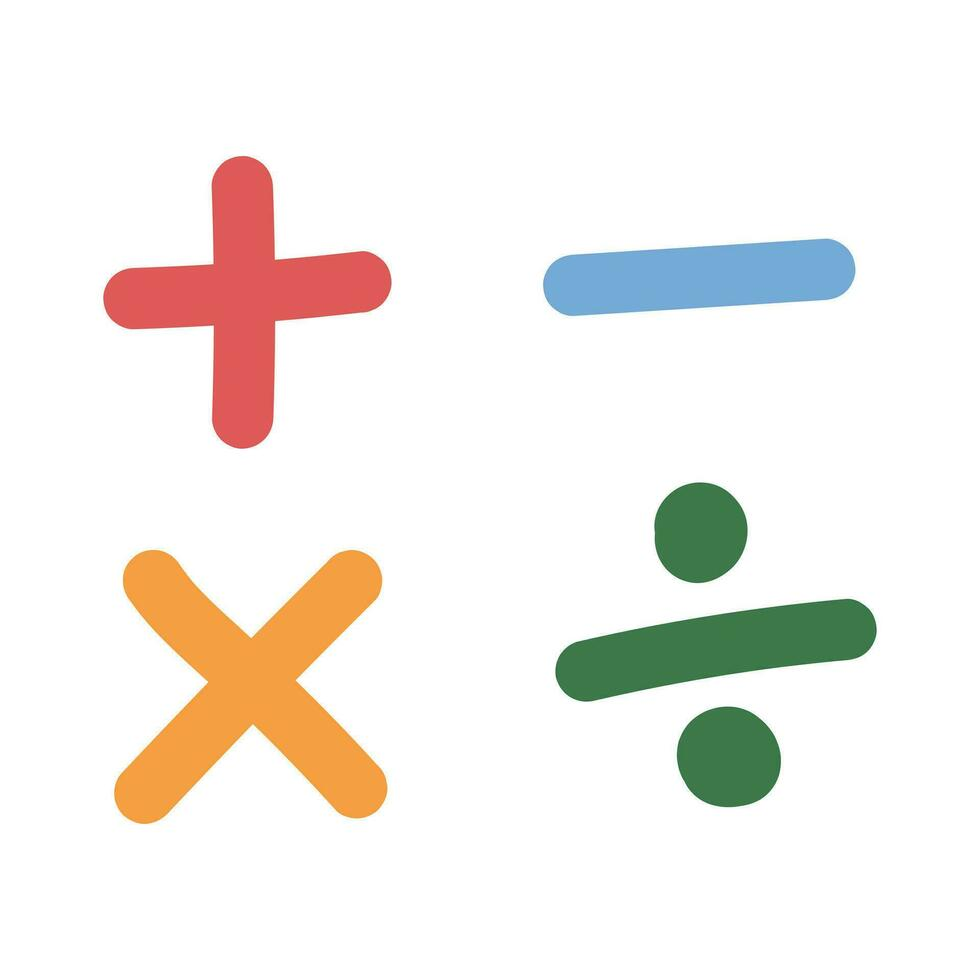 + −
× ÷